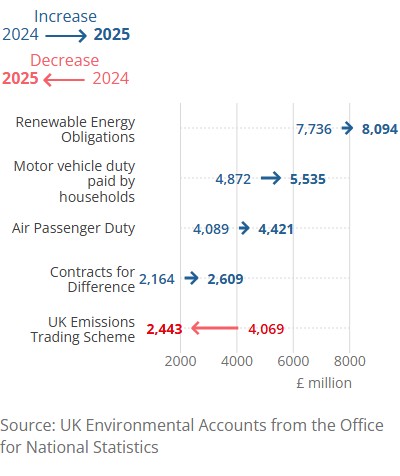 Increase
2024 2025
Decrease
2025 2024
Renewable Energy
Obligations
7,736 8,094
Motor vehicle duty
paid by
households
4,872 5,535
Air Passenger Duty
4,089 4,421
Contracts for
Difference
2,164 2,609
UK Emissions
Trading Scheme
2,443 4,069
2000 4000 6000 8000
£ million
Source: UK Environmental Accounts from the Office
for National Statistics